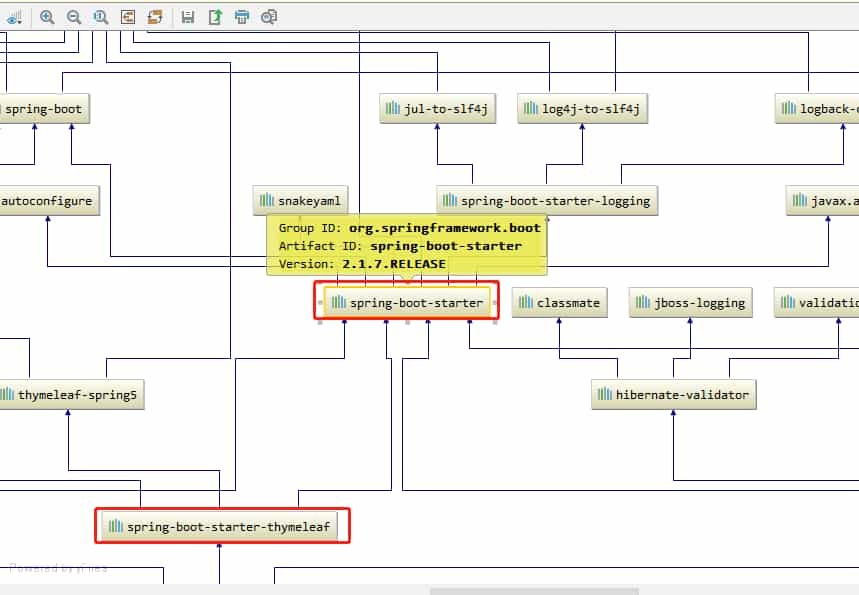 spring-boot
jul-to-slf4j
log4j-to-slf4j
logback-
autoconfigure
snakeyaml
spring-boot-starter-logging
javax.a
Group ID: org.springframework.boot
Artifact ID: spring-boot-starter
Version: 2.1.7.RELEASE
spring-boot-starter
classmate
jboss-logging
validatio
thymeleaf-spring5
hibernate-validator
spring-boot-starter-thymeleaf
Powered by yFiles